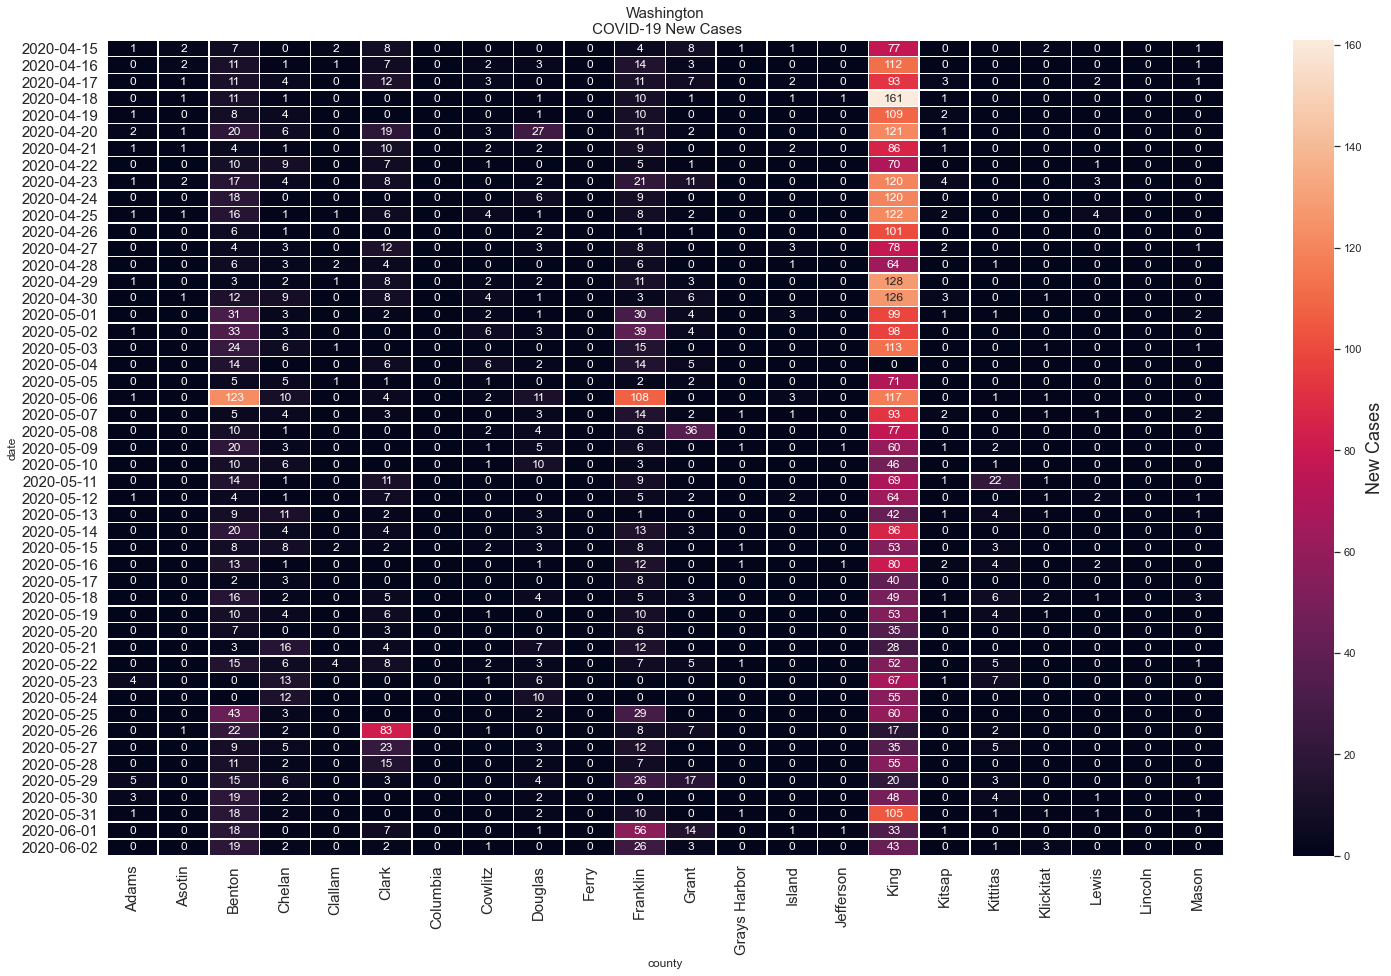 Washington
COVID-19 New Cases
2020-04-15 1 2 7 0 2 8 0 0 0 0 4 8 1 1 0 77 0 0 2 0 0 1
2020-04-16 0 2 11 1 1 7 0 2 3 0 14 3 0 0 0 112 0 0 0 0 0 1
2020-04-17 0 1 11 4 0 12 0 3 0 0 11 7 0 2 0 93 3 0 0 2 0 1
2020-04-18 0 1 11 1 0 0 0 0 1 0 10 1 0 1 1 161 1 0 0 0 0 0
2020-04-19 1 0 8 4 0 0 0 0 1 0 10 0 0 0 0 109 2 0 0 0 0 0
2020-04-20 2 1 20 6 0 19 0 3 27 0 11 2 0 0 0 121 1 0 0 0 0 0
2020-04-21 1 1 4 1 0 10 0 2 2 0 9 0 0 2 0 86 1 0 0 0 0 0
2020-04-22 0 0 10 9 0 7 0 1 0 0 5 1 0 0 0 70 0 0 0 1 0 0
2020-04-23 1 2 17 4 0 8 0 0 2 0 21 11 0 0 0 120 4 0 0 3 0 0
2020-04-24 0 0 18 0 0 0 0 0 6 0 9 0 0 0 0 120 0 0 0 0 0 0
2020-04-25 1 1 16 1 1 6 0 4 1 0 8 2 0 0 0 122 2 0 0 4 0 0
2020-04-26 0 0 6 1 0 0 0 0 2 0 1 1 0 0 0 101 0 0 0 0 0 0
2020-04-27 0 0 4 3 0 12 0 0 3 0 8 0 0 3 0 78 2 0 0 0 0 1
2020-04-28 0 0 6 3 2 4 0 0 0 0 6 0 0 1 0 64 0 1 0 0 0 0
2020-04-29 1 0 3 2 1 8 0 2 2 0 11 3 0 0 0 128 0 0 0 0 0 0
2020-04-30 0 1 12 9 0 8 0 4 1 0 3 6 0 0 0 126 3 0 1 0 0 0
2020-05-01 0 0 31 3 0 2 0 2 1 0 30 4 0 3 0 99 1 1 0 0 0 2
2020-05-02 1 0 33 3 0 0 0 6 3 0 39 4 0 0 0 98 0 0 0 0 0 0
2020-05-03 0 0 24 6 1 0 0 0 0 0 15 0 0 0 0 113 0 0 1 0 0 1
2020-05-04 0 0 14 0 0 6 0 6 2 0 14 5 0 0 0 0 0 0 0 0 0 0
2020-05-05 0 0 5 5 1 1 0 1 0 0 2 2 0 0 0 71 0 0 0 0 0 0
2020-05-06 1 0 123 10 0 4 0 2 11 0 108 0 0 3 0 117 0 1 1 0 0 0
2020-05-07 0 0 5 4 0 3 0 0 3 0 14 2 1 1 0 93 2 0 1 1 0 2
2020-05-08 0 0 10 1 0 0 0 2 4 0 6 36 0 0 0 77 0 0 0 0 0 0
2020-05-09 0 0 20 3 0 0 0 1 5 0 6 0 1 0 1 60 1 2 0 0 0 0
2020-05-10 0 0 10 6 0 0 0 1 10 0 3 0 0 0 0 46 0 1 0 0 0 0
2020-05-11 0 0 14 1 0 11 0 0 0 0 9 0 0 0 0 69 1 22 1 0 0 0
2020-05-12 1 0 4 1 0 7 0 0 0 0 5 2 0 2 0 64 0 0 1 2 0 1
2020-05-13 0 0 9 11 0 2 0 0 3 0 1 0 0 0 0 42 1 4 1 0 0 1
2020-05-14 0 0 20 4 0 4 0 0 3 0 13 3 0 0 0 86 0 0 0 0 0 0
2020-05-15 0 0 8 8 2 2 0 2 3 0 8 0 1 0 0 53 0 3 0 0 0 0
2020-05-16 0 0 13 1 0 0 0 0 1 0 12 0 1 0 1 80 2 4 0 2 0 0
2020-05-17 0 0 2 3 0 0 0 0 0 0 8 0 0 0 0 40 0 0 0 0 0 0
2020-05-18 0 0 16 2 0 5 0 0 4 0 5 3 0 0 0 49 1 6 2 1 0 3
2020-05-19 0 0 10 4 0 6 0 1 0 0 10 0 0 0 0 53 1 4 1 0 0 0
2020-05-20 0 0 7 0 0 3 0 0 0 0 6 0 0 0 0 35 0 0 0 0 0 0
2020-05-21 0 0 3 16 0 4 0 0 7 0 12 0 0 0 0 28 0 0 0 0 0 0
2020-05-22 0 0 15 6 4 8 0 2 3 0 7 5 1 0 0 52 0 5 0 0 0 1
2020-05-23 4 0 0 13 0 0 0 1 6 0 0 0 0 0 0 67 1 7 0 0 0 0
2020-05-24 0 0 0 12 0 0 0 0 10 0 0 0 0 0 0 55 0 0 0 0 0 0
2020-05-25 0 0 43 3 0 0 0 0 2 0 29 0 0 0 0 60 0 0 0 0 0 0
2020-05-26 0 1 22 2 0 83 0 1 0 0 8 7 0 0 0 17 0 2 0 0 0 0
2020-05-27 0 0 9 5 0 23 0 0 3 0 12 0 0 0 0 35 0 5 0 0 0 0
2020-05-28 0 0 11 2 0 15 0 0 2 0 7 0 0 0 0 55 0 0 0 0 0 0
2020-05-29 5 0 15 6 0 3 0 0 4 0 26 17 0 0 0 20 0 3 0 0 0 1
2020-05-30 3 0 19 2 0 0 0 0 2 0 0 0 0 0 0 48 0 4 0 1 0 0
2020-05-31 1 0 18 2 0 0 0 0 2 0 10 0 1 0 0 105 0 1 1 1 0 1
2020-06-01 0 0 18 0 0 7 0 0 1 0 56 14 0 1 1 33 1 0 0 0 0 0
2020-06-02 0 0 19 2 0 2 0 1 0 0 26 3 0 0 0 43 0 1 3 0 0 0
date
Adams Asotin Benton Chelan Clallam Clark Columbia Cowlitz Douglas Ferry Franklin Grant Grays Harbor Island Jefferson King Kitsap Kittitas Klickitat Lewis Lincoln Mason
county
160
140
120
100
80
60
40
20
0
New Cases